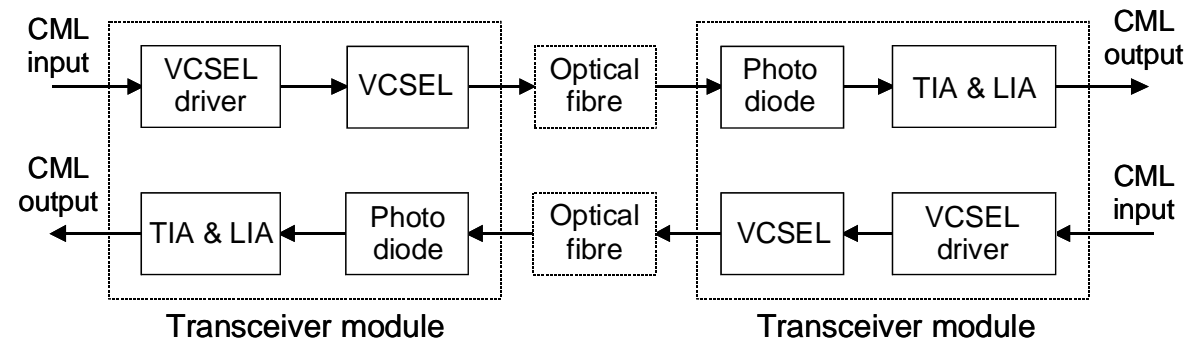 CML
input
VCSEL
driver
VCSEL
Optical
fibre
Photo
diode
TIA & LIA
CML
output
CML
output
TIA & LIA
Photo
diode
Optical
fibre
VCSEL
VCSEL
driver
CML
input
Transceiver module
Transceiver module